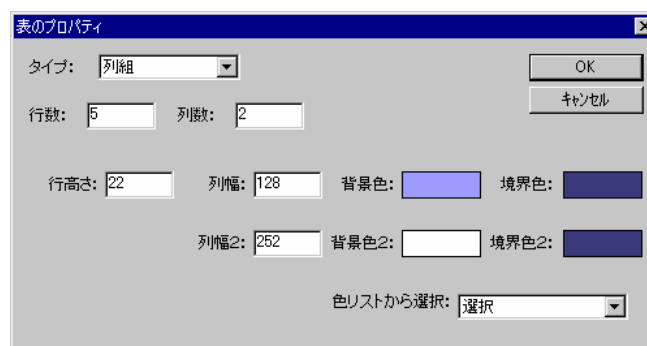 表のプロパティ
タイプ: 列組
OK
行数: 5 列数: 2
キャンセル
行高さ: 22 列幅: 128 背景色: 境界色:
列幅2: 252 背景色2: 境界色2:
色リストから選択: 選択